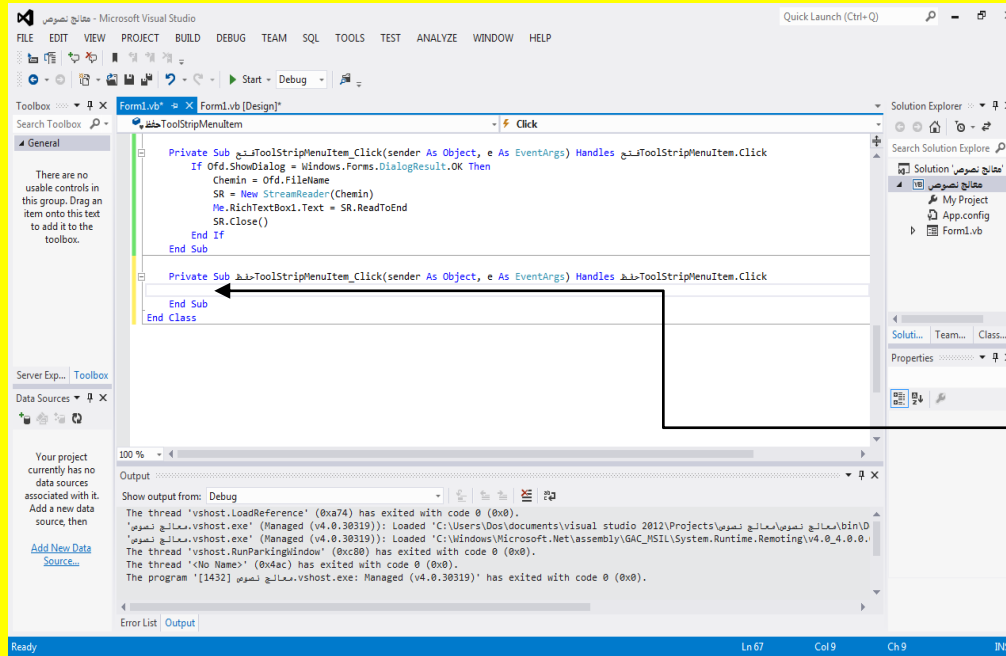 معالج نصوص - Microsoft Visual Studio
Quick Launch (Ctrl+Q)
FILE EDIT VIEW PROJECT BUILD DEBUG TEAM SQL TOOLS TEST ANALYZE WINDOW HELP
Start Debug
Toolbox
Form1.vb* Form1.vb [Design]*
Solution Explorer
Search Toolbox
حفظToolStripMenuItem
Click
Search Solution Explore
General
There are no
usable controls in
this group. Drag an
item onto this text
to add it to the
toolbox.
Private Sub فتحToolStripMenuItem_Click(sender As Object, e As EventArgs) Handles فتحToolStripMenuItem.Click
If Ofd.ShowDialog = Windows.Forms.DialogResult.OK Then
Chemin = Ofd.FileName
SR = New StreamReader(Chemin)
Me.RichTextBox1.Text = SR.ReadToEnd
SR.Close()
End If
End Sub
Private Sub حفظToolStripMenuItem_Click(sender As Object, e As EventArgs) Handles حفظToolStripMenuItem.Click
End Sub
End Class
Solution 'معالج نصوص'
معالج نصوص
My Project
App.config
Form1.vb
Soluti... Team... Class...
Properties
Server Exp... Toolbox
Data Sources
Your project
currently has no
data sources
associated with it.
Add a new data
source, then
Add New Data
Source...
100 %
Output
Show output from: Debug
The thread 'vshost.LoadReference' (0xa74) has exited with code 0 (0x0).
'معالج نصوص.vshost.exe' (Managed (v4.0.30319)): Loaded 'C:\Users\Dos\documents\visual studio 2012\Projects\معالج نصوص\معالج نصوص\bin\D
'معالج نصوص.vshost.exe' (Managed (v4.0.30319)): Loaded 'C:\Windows\Microsoft.Net\assembly\GAC_MSIL\System.Runtime.Remoting\v4.0_4.0.0.
The thread 'vshost.RunParkingWindow' (0xc80) has exited with code 0 (0x0).
The thread '<No Name>' (0x4ac) has exited with code 0 (0x0).
The program '[1432] معالج نصوص.vshost.exe: Managed (v4.0.30319)' has exited with code 0 (0x0).
Error List Output
Ready
Ln 67 Col 9 Ch 9 INS